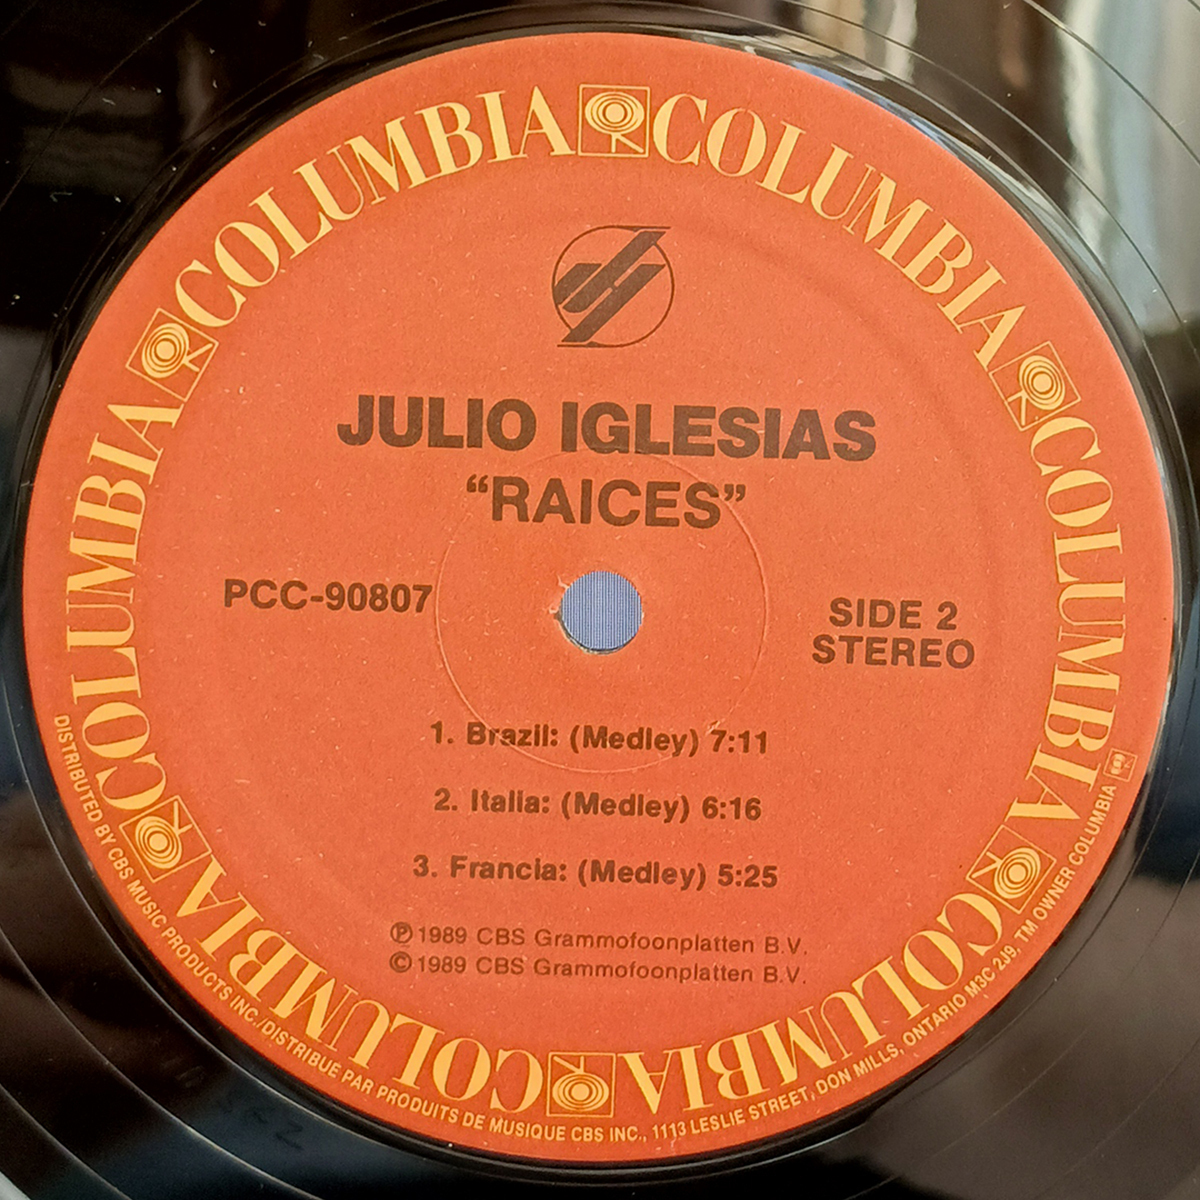 COLUMBIA COLUMBIA COLUMBIA COLUMBIA COLUMBIA COLUMBIA COLUMBIA
JULIO IGLESIAS
“RAICES”
PCC-90807
SIDE 2
STEREO
1. Brazil: (Medley) 7:11
2. Italia: (Medley) 6:16
3. Francia: (Medley) 5:25
Ⓟ1989 CBS Grammofoonplatten B.V.
©1989 CBS Grammofoonplatten B.V.
DISTRIBUTED BY CBS MUSIC PRODUCTS INC./DISTRIBUE PAR PRODUITS DE MUSIQUE CBS INC., 1113 LESLIE STREET, DON MILLS, ONTARIO M3C 2J9, TM OWNER COLUMBIA